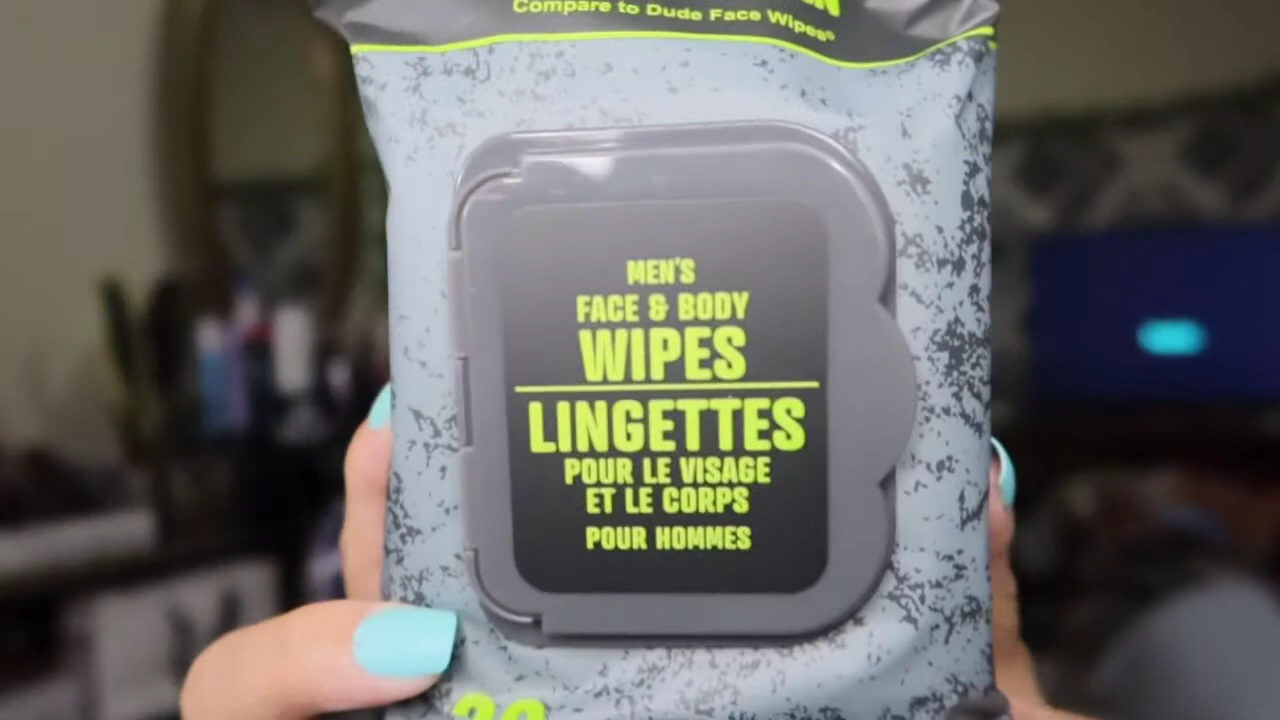 Compare to Dude Face Wipes®
MEN'S
FACE & BODY
WIPES
LINGETTES
POUR LE VISAGE
ET LE CORPS
POUR HOMMES